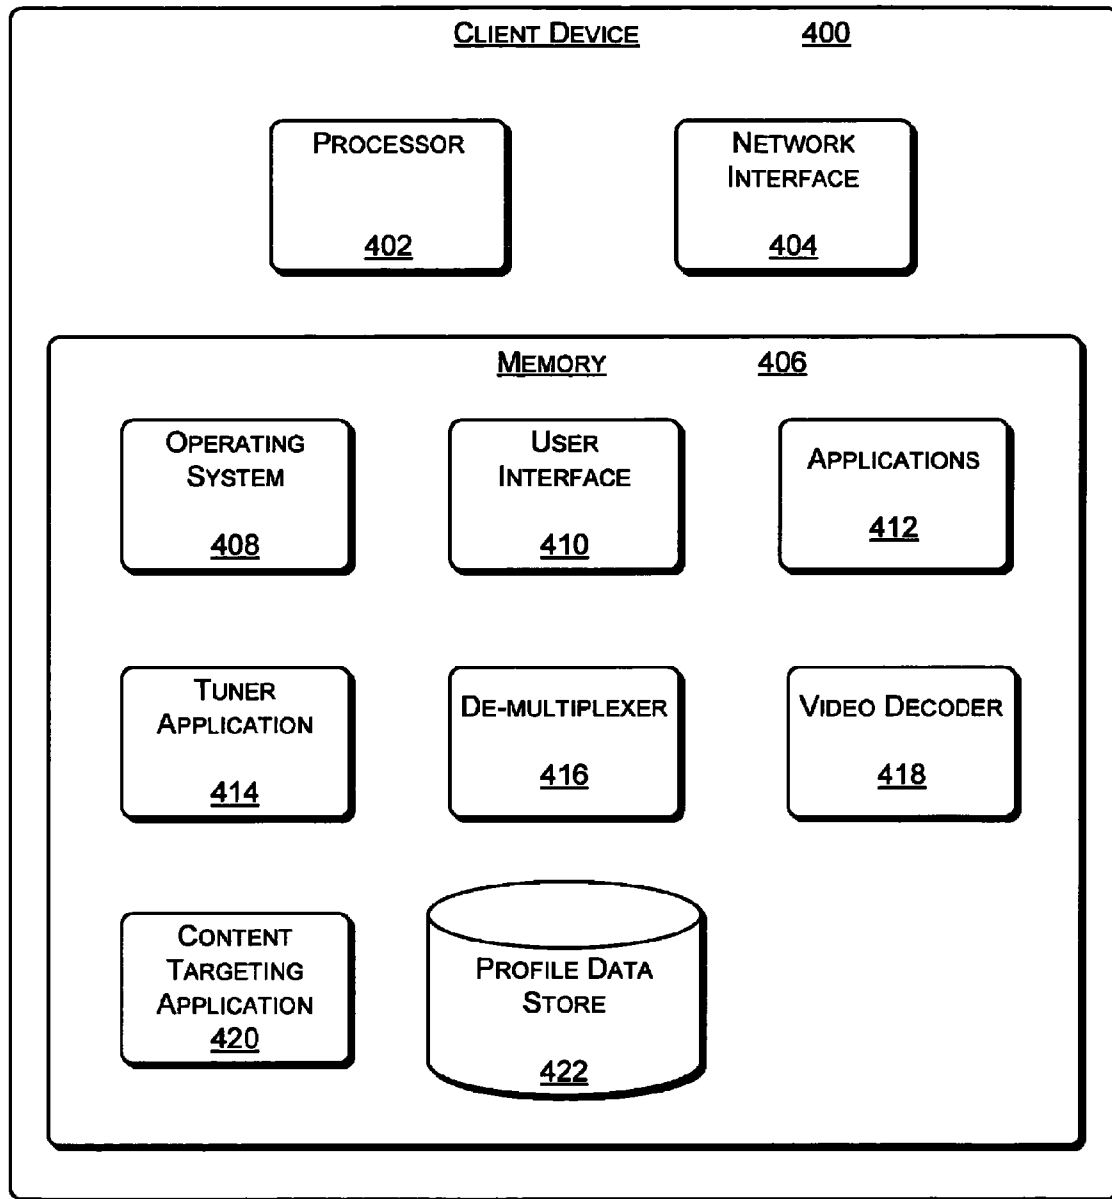 CLIENT DEVICE 400
PROCESSOR
402
NETWORK
INTERFACE
404
MEMORY 406
OPERATING
SYSTEM
408
USER
INTERFACE
410
APPLICATIONS
412
TUNER
APPLICATION
414
DE-MULTIPLEXER
416
VIDEO DECODER
418
CONTENT
TARGETING
APPLICATION
420
PROFILE DATA
STORE
422